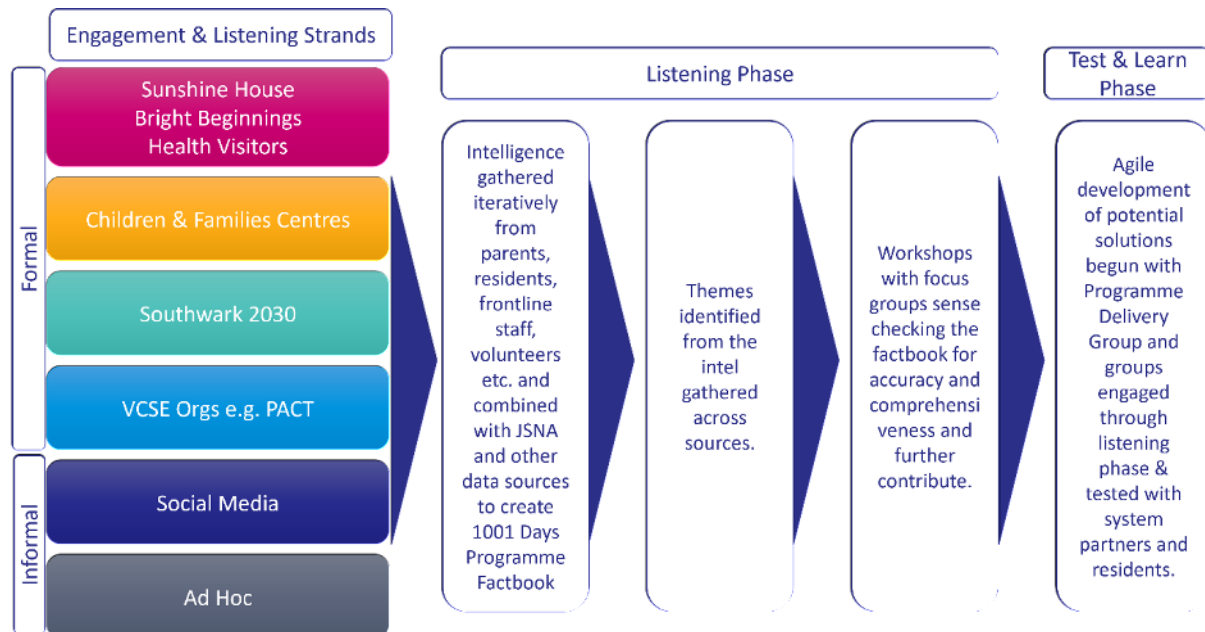 Engagement & Listening Strands
Formal
Sunshine House
Bright Beginnings
Health Visitors
Children & Families Centres
Southwark 2030
VCSE Orgs e.g. PACT
Informal
Social Media
Ad Hoc
Listening Phase
Intelligence
gathered
iteratively
from
parents,
residents,
frontline
staff,
volunteers
etc. and
combined
with JSNA
and other
data sources
to create
1001 Days
Programme
Factbook
Themes
identified
from the
intel
gathered
across
sources.
Workshops
with focus
groups sense
checking the
factbook for
accuracy and
comprehensi
veness and
further
contribute.
Test & Learn
Phase
Agile
development
of potential
solutions
begun with
Programme
Delivery
Group and
groups
engaged
through
listening
phase &
tested with
system
partners and
residents.